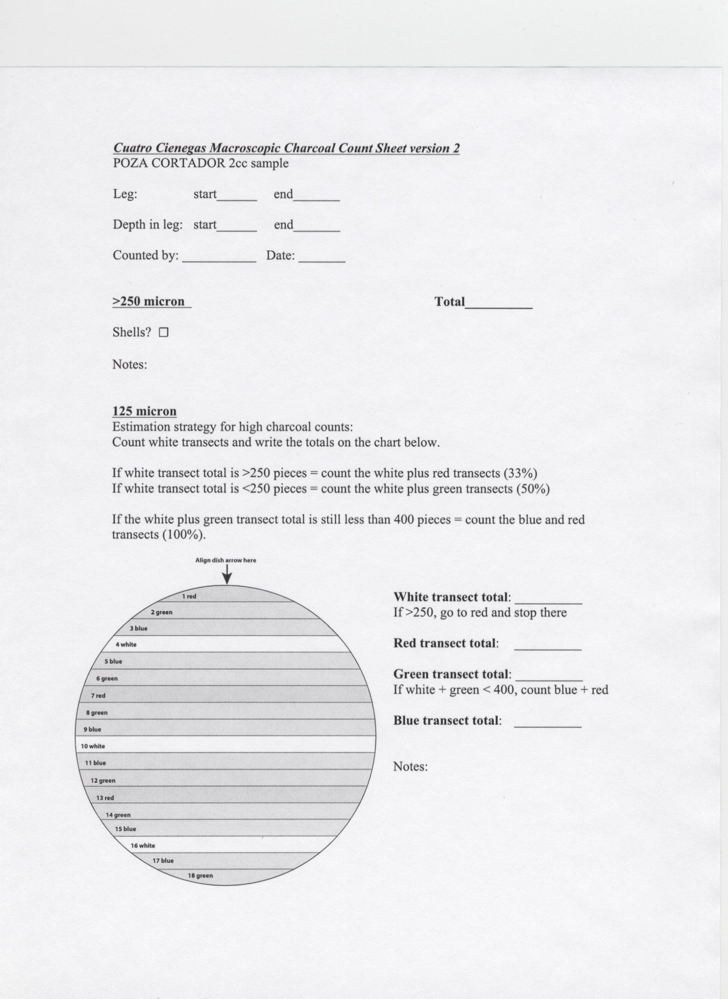 Cuatro Cienegas Macroscopic Charcoal Count Sheet version 2
POZA CORTADOR 2cc sample
Leg: start______ end_______
Depth in leg: start______ end_______
Counted by: ___________ Date: _______
>250 micron Total__________
Shells? ☐
Notes:
125 micron
Estimation strategy for high charcoal counts:
Count white transects and write the totals on the chart below.
If white transect total is >250 pieces = count the white plus red transects (33%)
If white transect total is <250 pieces = count the white plus green transects (50%)
If the white plus green transect total is still less than 400 pieces = count the blue and red
transects (100%).
Align dish arrow here
1 red
2 green
3 blue
4 white
5 blue
6 green
7 red
8 green
9 blue
10 white
11 blue
12 green
13 red
14 green
15 blue
16 white
17 blue
18 green
White transect total: __________
If >250, go to red and stop there
Red transect total: __________
Green transect total: __________
If white + green < 400, count blue + red
Blue transect total: __________
Notes: